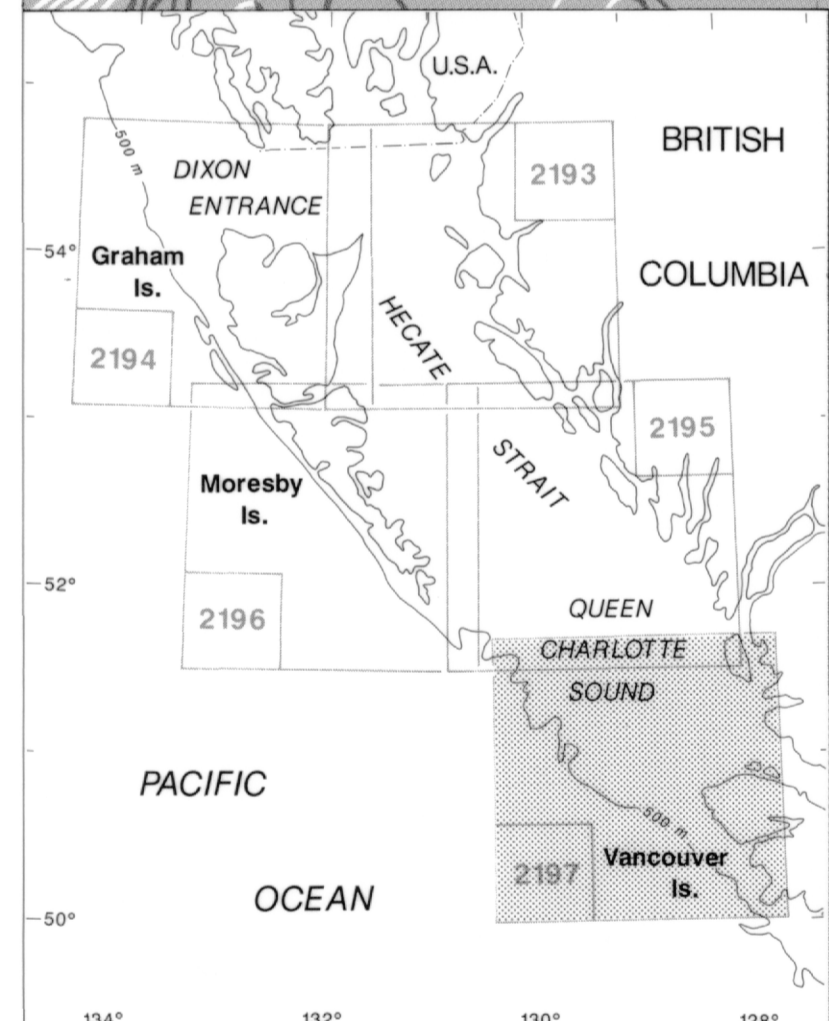 U.S.A.
BRITISH
COLUMBIA
500 m
DIXON
ENTRANCE
2193
54°
Graham
Is.
HECATE
2194
2195
STRAIT
Moresby
Is.
52°
2196
QUEEN
CHARLOTTE
SOUND
PACIFIC
500 m
Vancouver
Is.
2197
OCEAN
50°
134°
132°
130°
128°